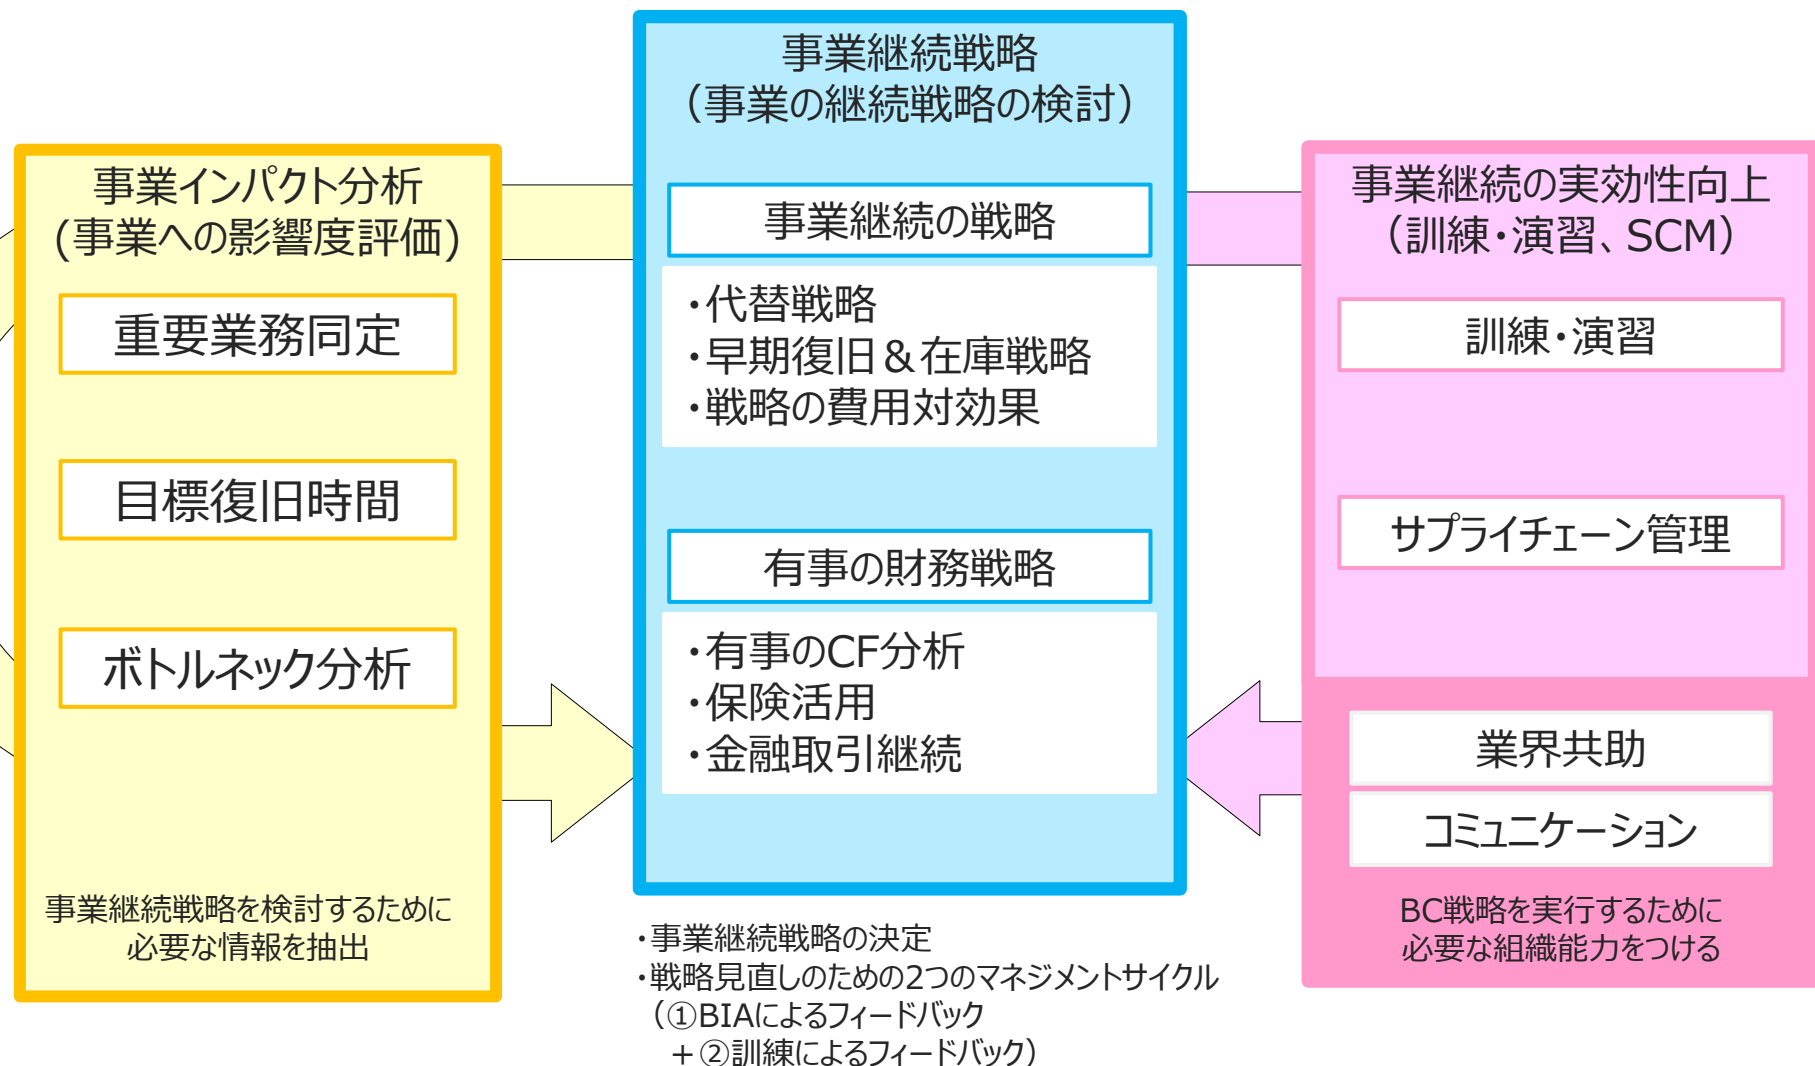 事業インパクト分析
(事業への影響度評価)
重要業務同定
目標復旧時間
ボトルネック分析
事業継続戦略を検討するために
必要な情報を抽出
事業継続戦略
（事業の継続戦略の検討）
事業継続の戦略
・代替戦略
・早期復旧＆在庫戦略
・戦略の費用対効果
有事の財務戦略
・有事のCF分析
・保険活用
・金融取引継続
・事業継続戦略の決定
・戦略見直しのための2つのマネジメントサイクル
（①BIAによるフィードバック
＋②訓練によるフィードバック）
事業継続の実効性向上
（訓練・演習、SCM）
訓練・演習
サプライチェーン管理
業界共助
コミュニケーション
BC戦略を実行するために
必要な組織能力をつける